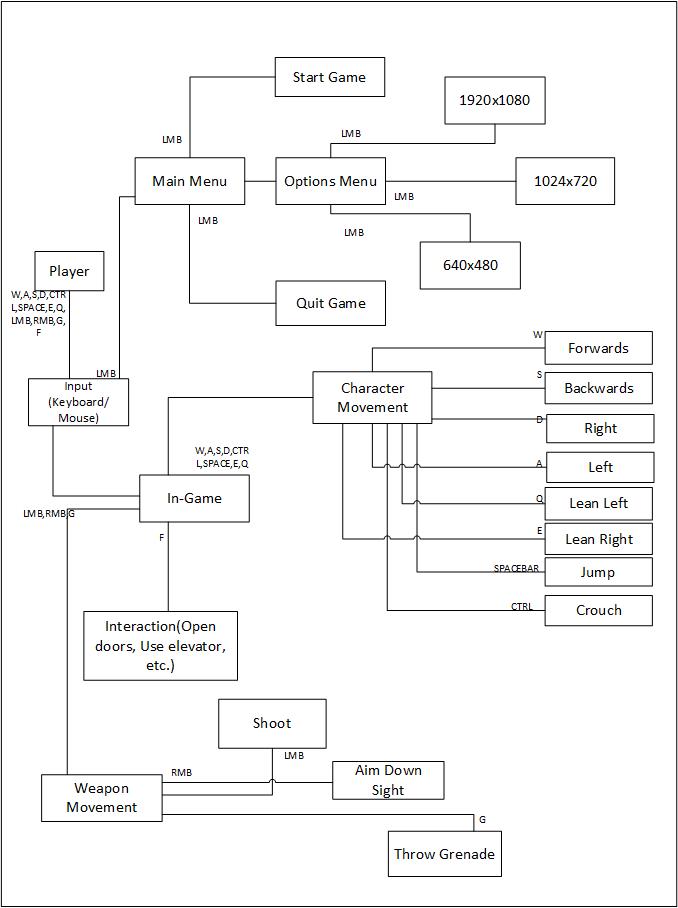 Start Game
1920x1080
LMB
LMB
Main Menu
Options Menu
1024x720
LMB
LMB
LMB
Player
640x480
W,A,S,D,CTR
L,SPACE,E,Q,
LMB,RMB,G,
F
Quit Game
W
Forwards
LMB
Input
(Keyboard/
Mouse)
Character
Movement
S
Backwards
D
Right
W,A,S,D,CTR
L,SPACE,E,Q
A
Left
In-Game
Q
Lean Left
LMB,RMB,G
F
E
Lean Right
SPACEBAR
Jump
CTRL
Crouch
Interaction(Open
doors, Use elevator,
etc.)
Shoot
LMB
RMB
Aim Down
Sight
Weapon
Movement
G
Throw Grenade